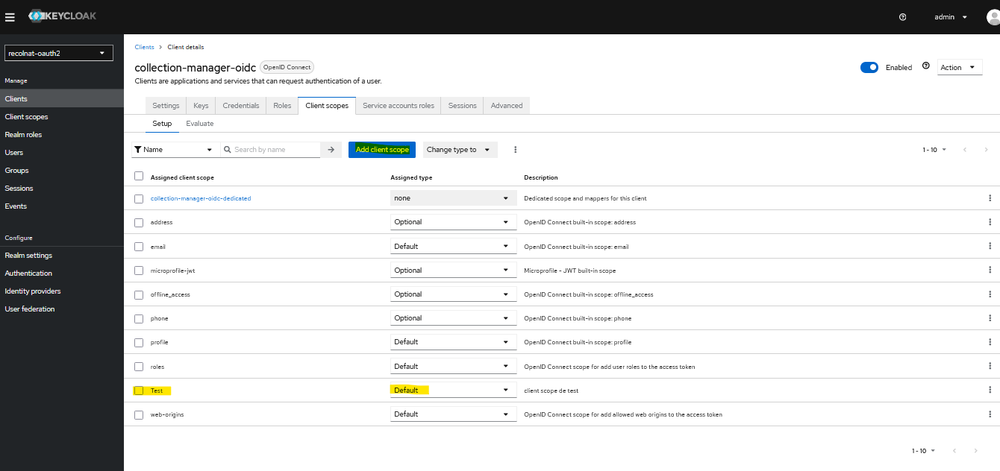 KEYCLOAK
admin
recolnat-oauth2
Manage
Clients
Client scopes
Realm roles
Users
Groups
Sessions
Events
Configure
Realm settings
Authentication
Identity providers
User federation
Clients > Client details
collection-manager-oidc OpenID Connect
Enabled Action
Clients are applications and services that can request authentication of a user.
Settings Keys Credentials Roles Client scopes Service accounts roles Sessions Advanced
Setup Evaluate
Name Search by name Add client scope Change type to 1 - 10
Assigned client scope Assigned type Description
collection-manager-oidc-dedicated none Dedicated scope and mappers for this client
address Optional OpenID Connect built-in scope: address
email Default OpenID Connect built-in scope: email
microprofile-jwt Optional Microprofile - JWT built-in scope
offline_access Optional OpenID Connect built-in scope: offline_access
phone Optional OpenID Connect built-in scope: phone
profile Default OpenID Connect built-in scope: profile
roles Default OpenID Connect scope for add user roles to the access token
Test Default client scope de test
web-origins Default OpenID Connect scope for add allowed web origins to the access token
1 - 10